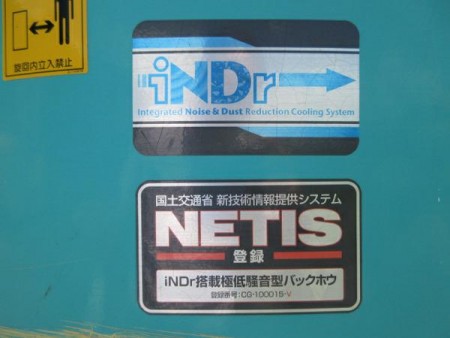 旋回内立入禁止
iNDr
Integrated Noise & Dust Reduction Cooling System
国土交通省 新技術情報提供システム
NETIS
登録
iNDr搭載極低騒音型バックホウ
登録番号:CG-100015-V